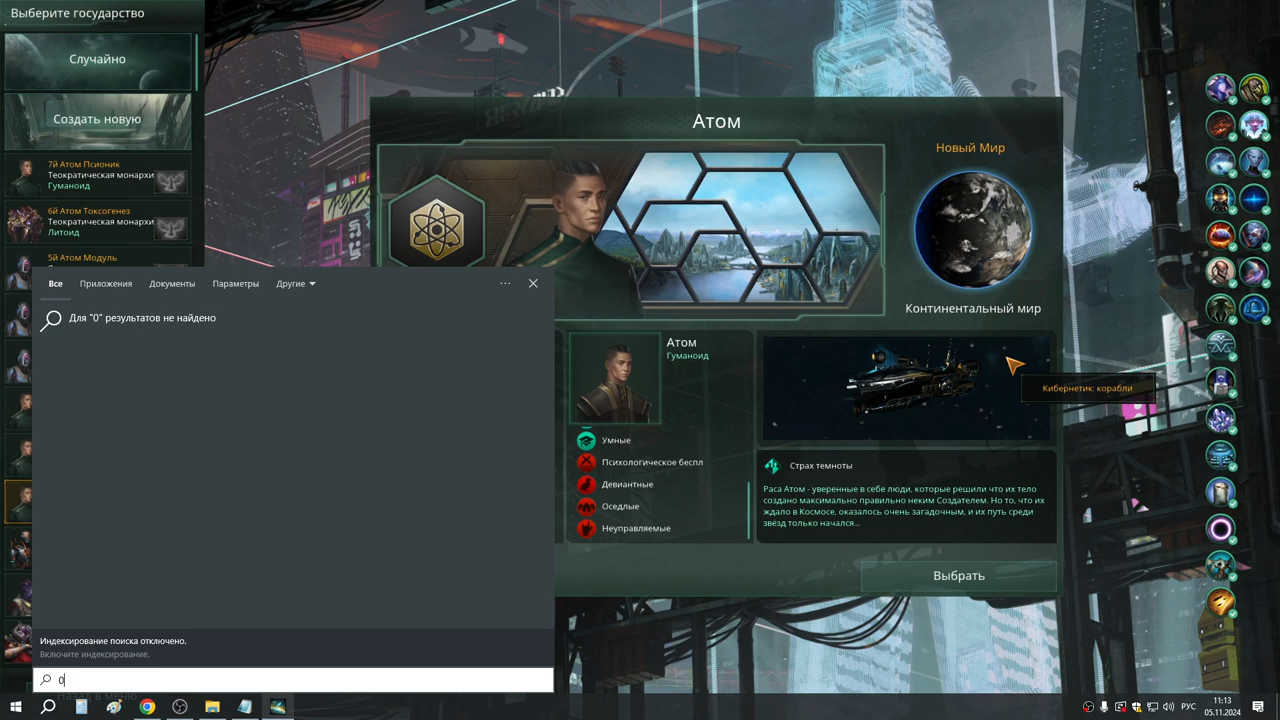 Выберите государство
Случайно
Создать новую
7й Атом Псионик
Теократическая монархи
Гуманоид
6й Атом Токсогенез
Теократическая монархи
Литоид
5й Атом Модуль
Атом
Новый Мир
Континентальный мир
Все
Приложения
Документы
Параметры
Другие
Для "0" результатов не найдено
Индексирование поиска отключено.
Включите индексирование.
0
Назад в меню
Атом
Гуманоид
Умные
Психологическое беспл
Девиантные
Оседлые
Неуправляемые
Кибернетик: корабли
Страх темноты
Раса Атом - уверенные в себе люди, которые решили что их тело
создано максимально правильно неким Создателем. Но то, что их
ждало в Космосе, оказалось очень загадочным, и их путь среди
звёзд только начался...
Выбрать
РУС
11:13
05.11.2024